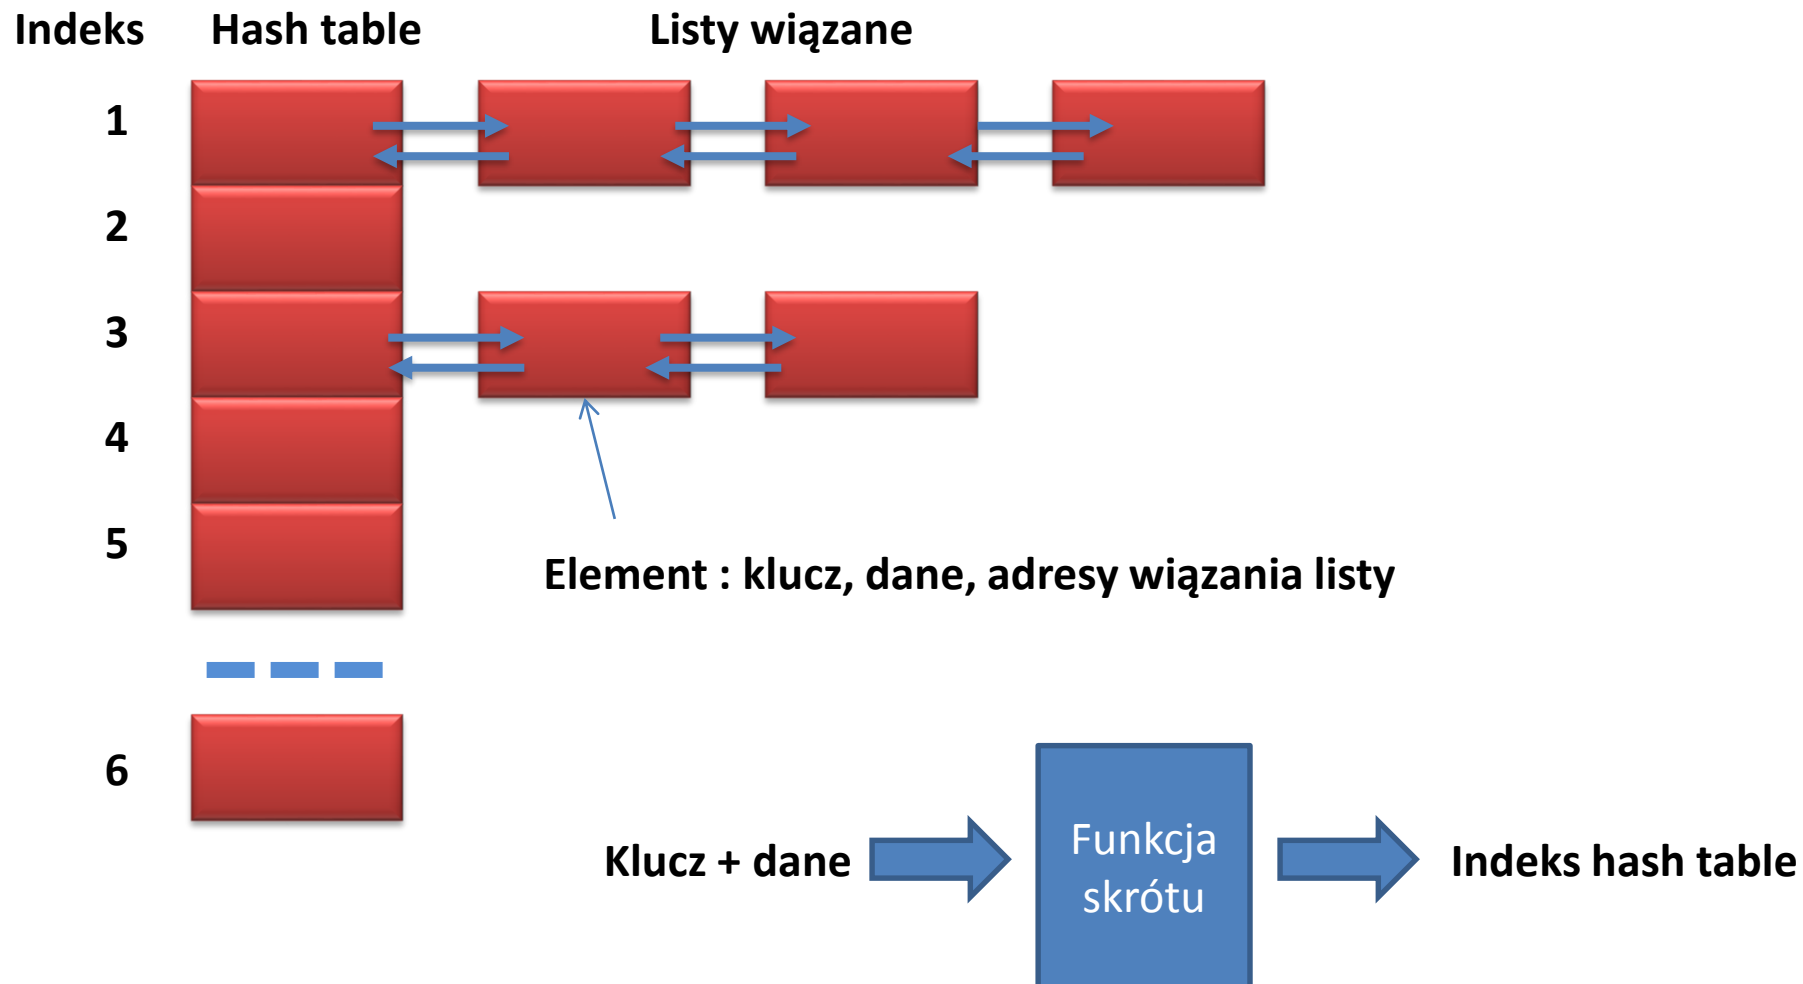 Indeks Hash table Listy wiązane
1
2
3
4
5
Element : klucz, dane, adresy wiązania listy
6
Klucz + dane
Funkcja
skrótu
Indeks hash table